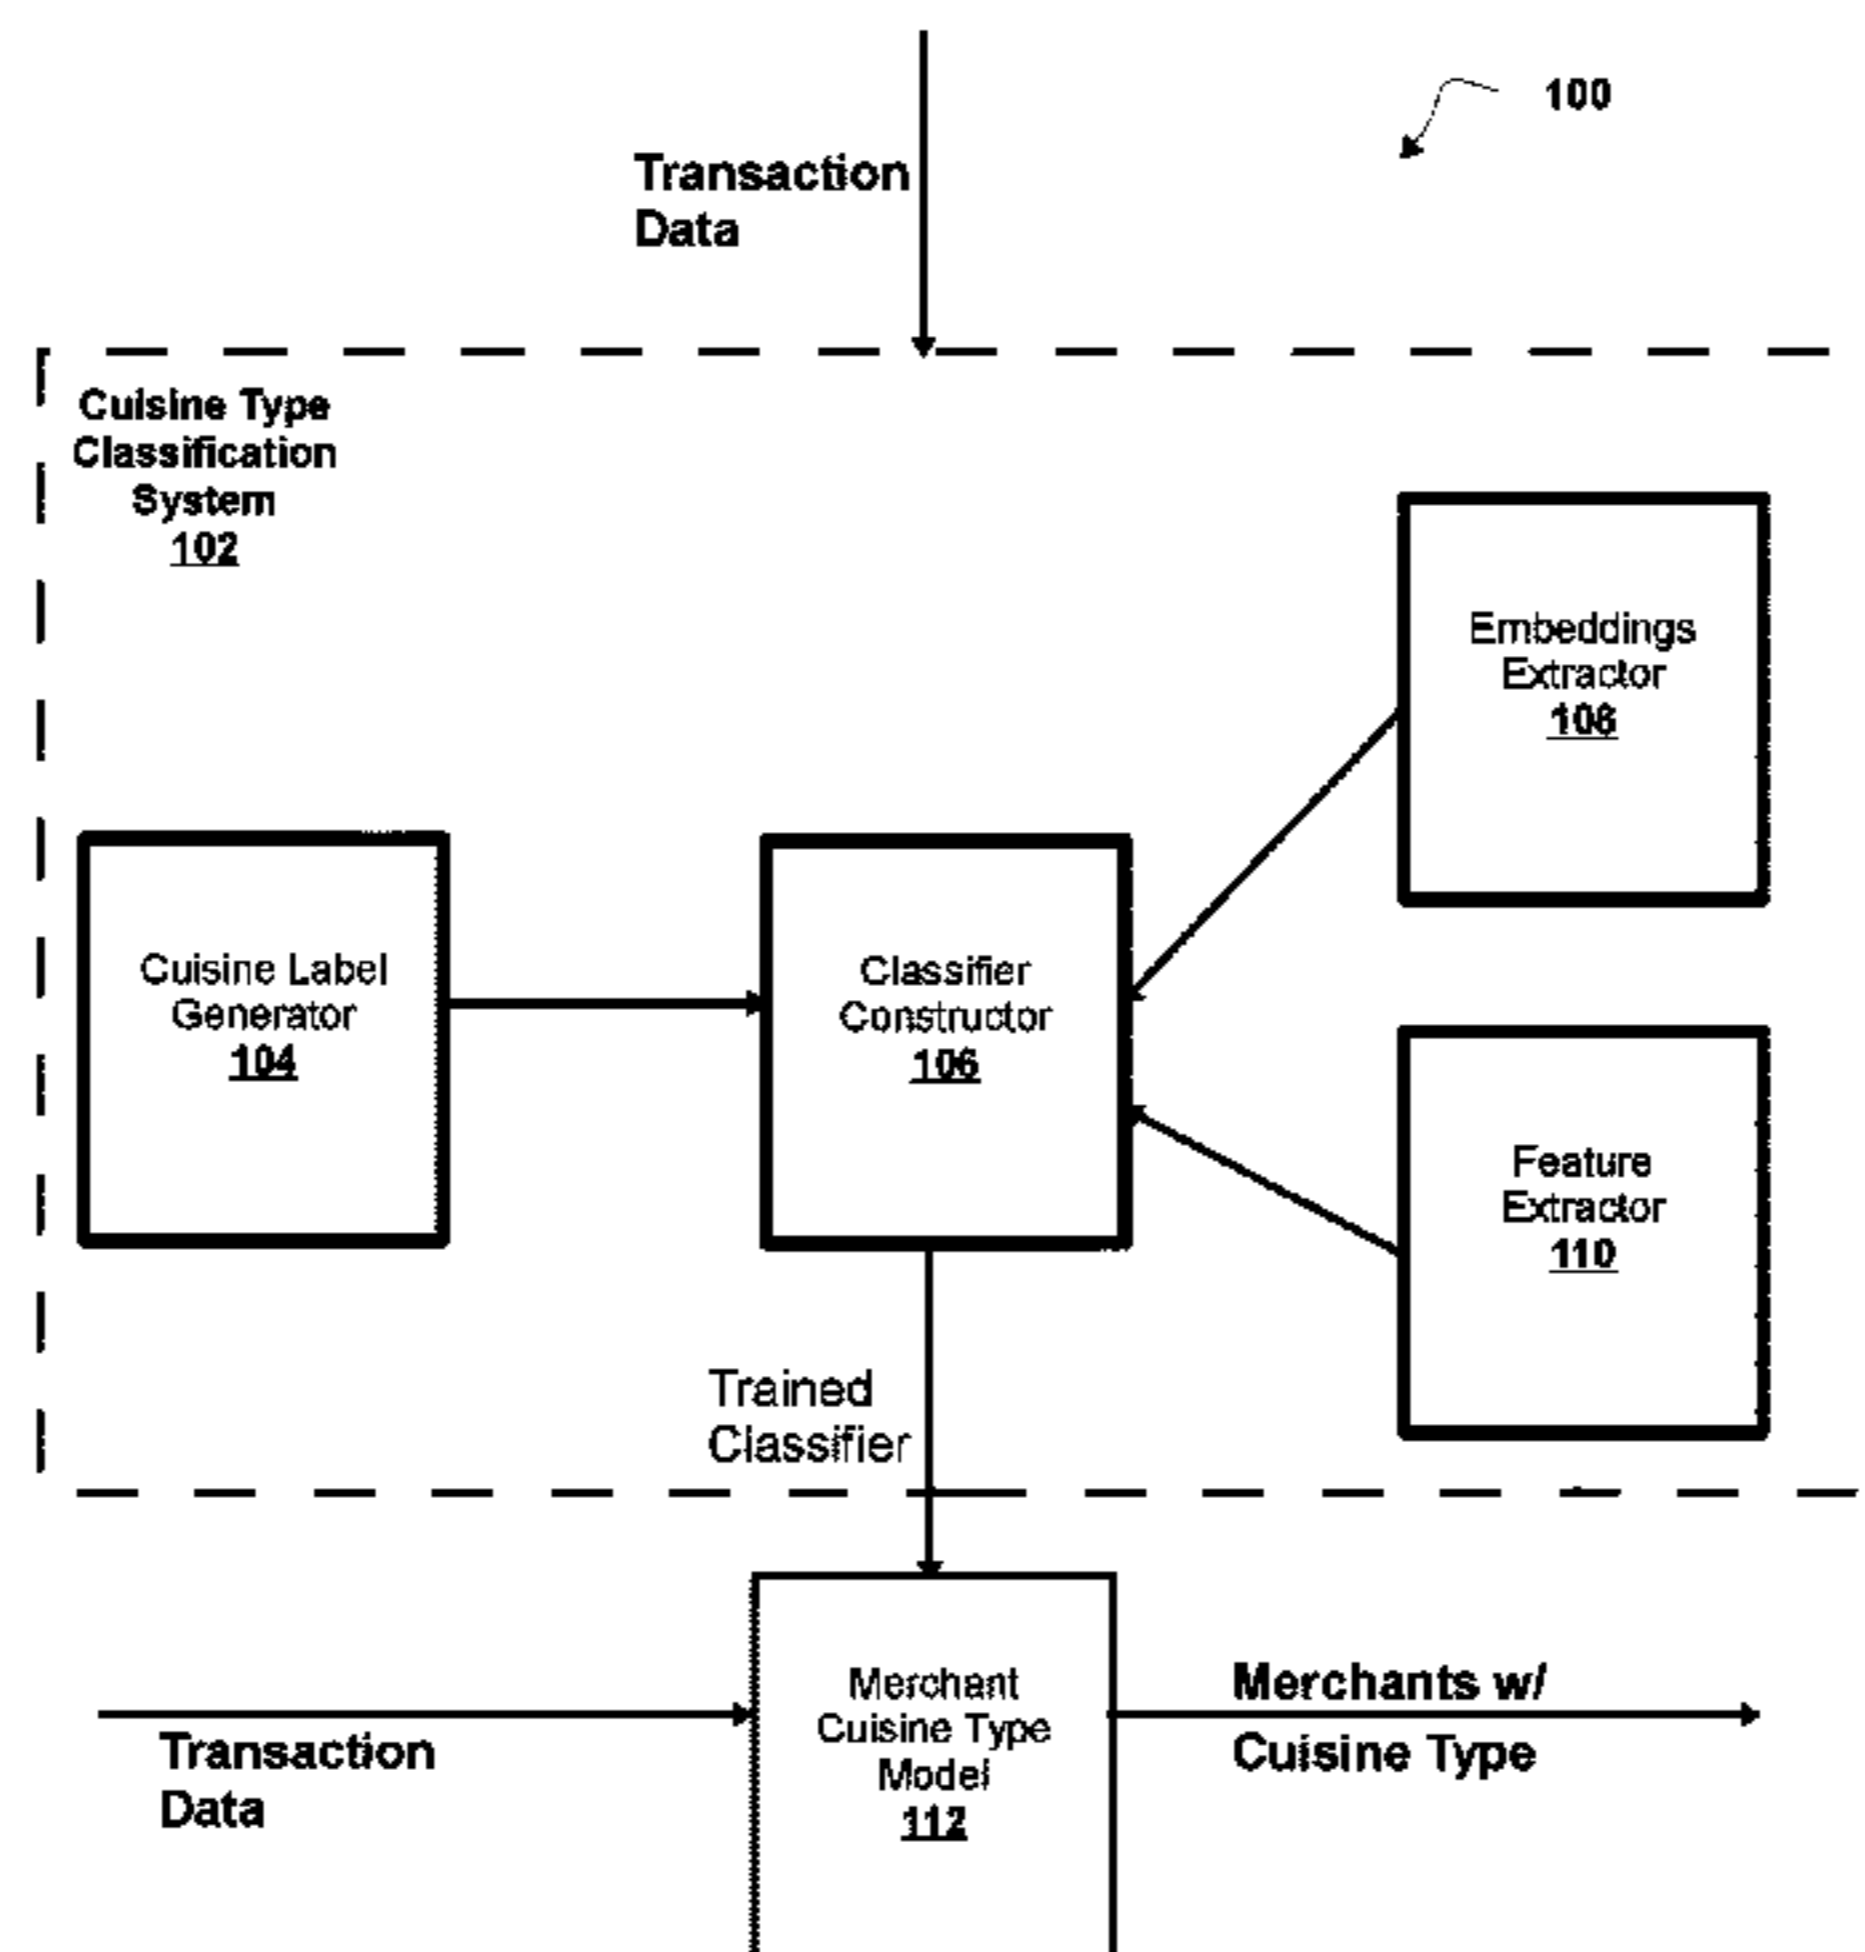 100
Transaction
Data
Cuisine Type
Classification
System
102
Embeddings
Extractor
108
Cuisine Label
Generator
104
Classifier
Constructor
106
Feature
Extractor
110
Trained
Classifier
Merchant
Cuisine Type
Model
112
Transaction
Data
Merchants w/
Cuisine Type